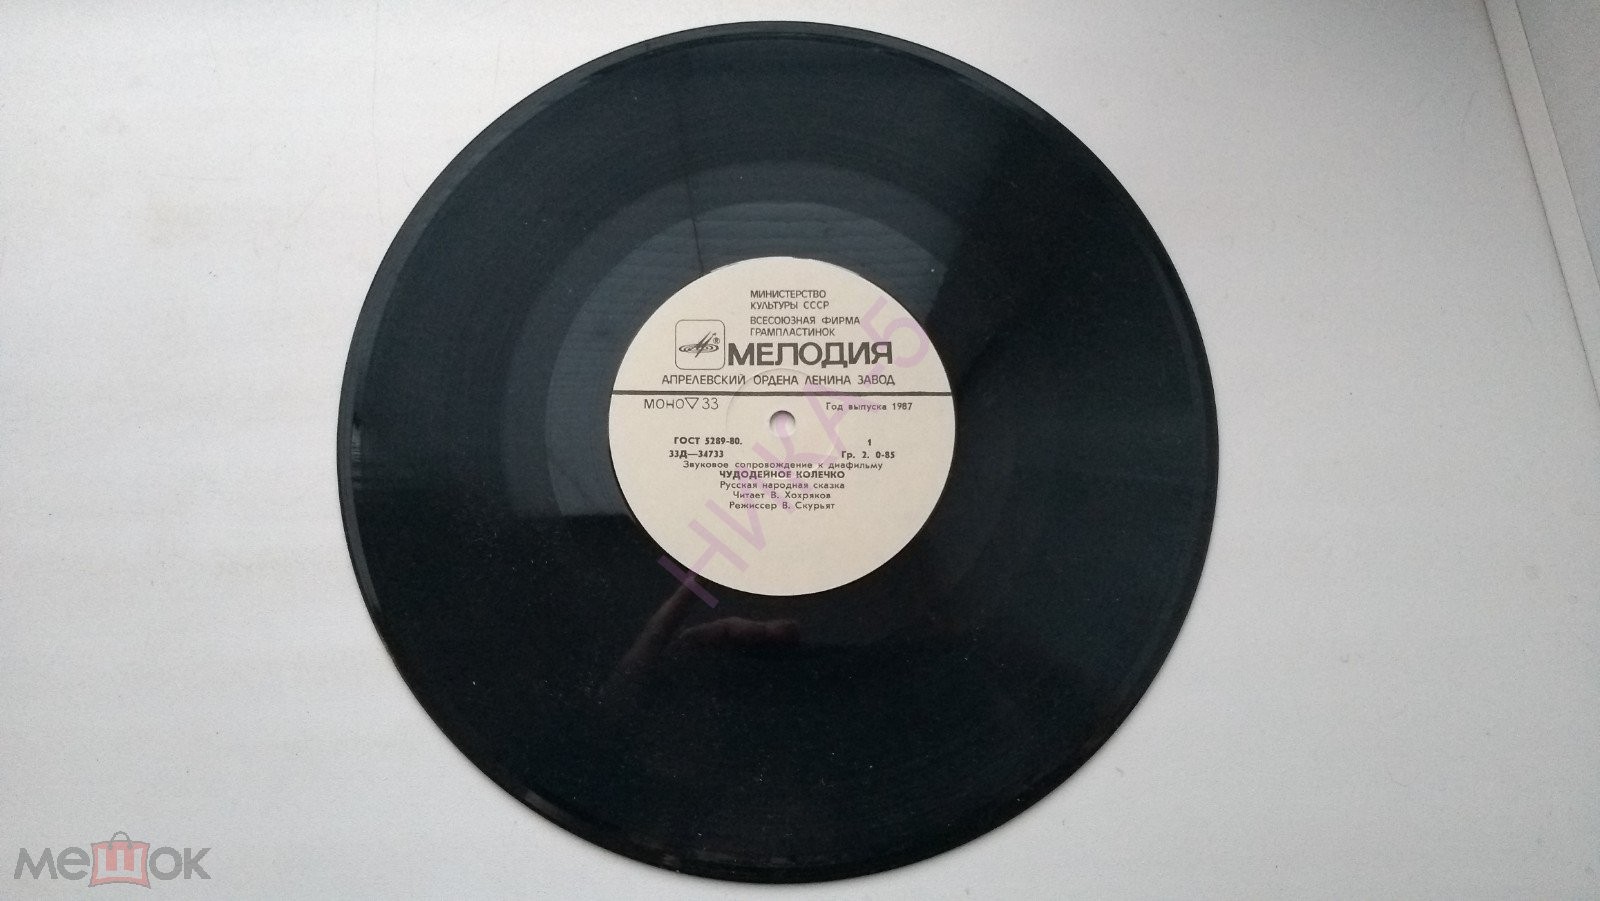 МИНИСТЕРСТВО
КУЛЬТУРЫ СССР
ВСЕСОЮЗНАЯ ФИРМА
ГРАМПЛАСТИНОК
МЕЛОДИЯ
АПРЕЛЕВСКИЙ ОРДЕНА ЛЕНИНА ЗАВОД
МОНО▽33 Год выпуска 1987
ГОСТ 5289-80. 1
33Д—34733 Гр. 2. 0-85
Звуковое сопровождение к диафильму
ЧУДОДЕЙНОЕ КОЛЕЧКО
Русская народная сказка
Читает В. Хохряков
Режиссер В. Скурьят
НИКА-5
мешок